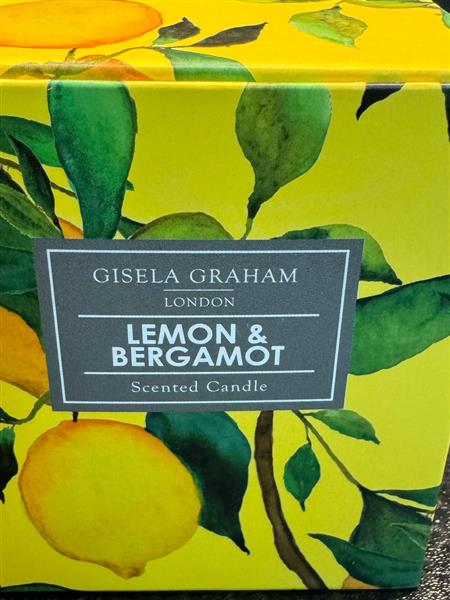 GISELA GRAHAM
LONDON
LEMON &
BERGAMOT
Scented Candle